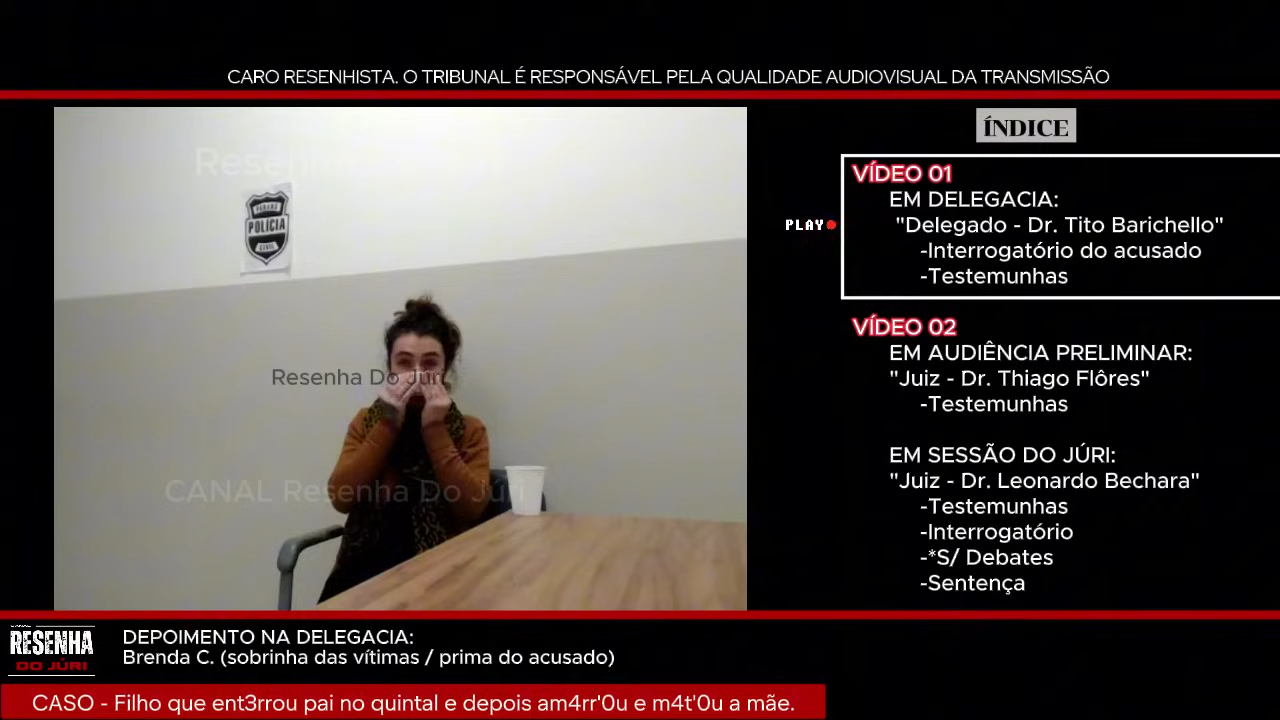 CARO RESENHISTA. O TRIBUNAL É RESPONSÁVEL PELA QUALIDADE AUDIOVISUAL DA TRANSMISSÃO
PARANÁ
POLÍCIA
CIVIL
Resenha Do Júri
CANAL Resenha Do Júri
PLAY
ÍNDICE
VÍDEO 01
EM DELEGACIA:
"Delegado - Dr. Tito Barichello"
-Interrogatório do acusado
-Testemunhas
VÍDEO 02
EM AUDIÊNCIA PRELIMINAR:
"Juiz - Dr. Thiago Flôres"
-Testemunhas
EM SESSÃO DO JÚRI:
"Juiz - Dr. Leonardo Bechara"
-Testemunhas
-Interrogatório
-*S/ Debates
-Sentença
RESENHA
DO JÚRI
DEPOIMENTO NA DELEGACIA:
Brenda C. (sobrinha das vítimas / prima do acusado)
CASO - Filho que ent3rrou pai no quintal e depois am4rr'0u e m4t'0u a mãe.